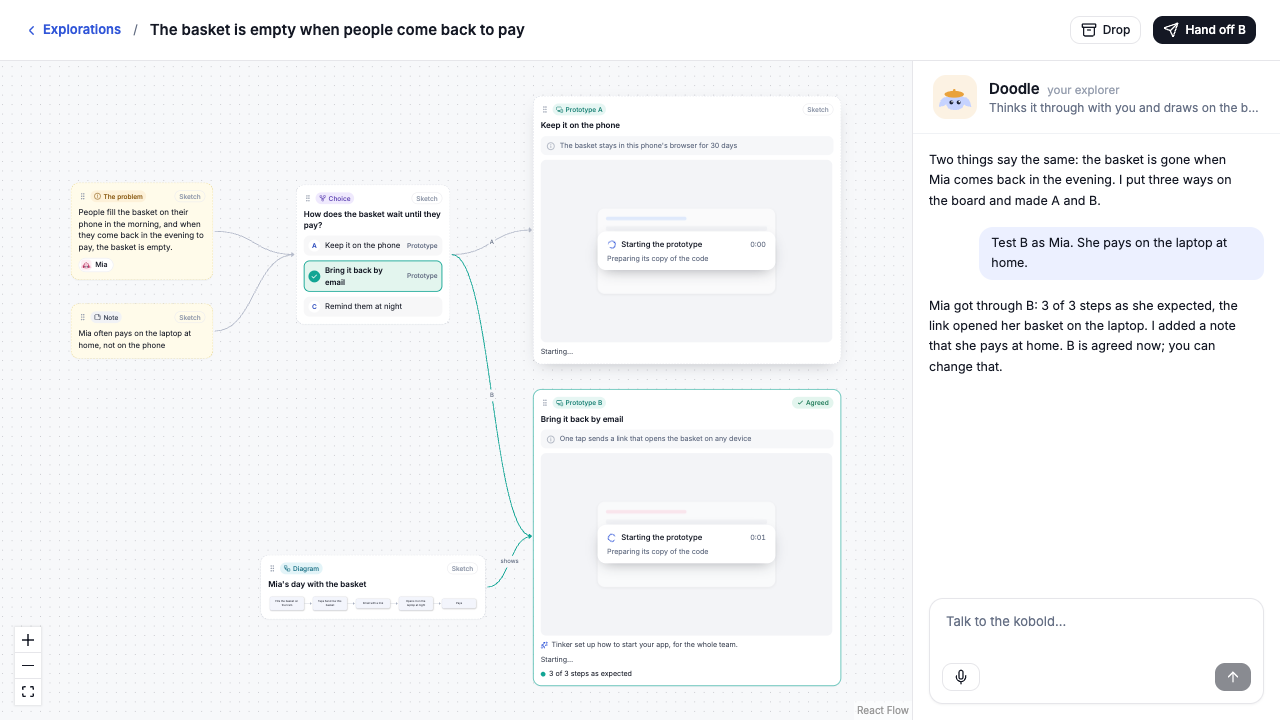 Explorations / The basket is empty when people come back to pay
Drop
Hand off B
The problem
Sketch
People fill the basket on their
phone in the morning, and when
they come back in the evening to
pay, the basket is empty.
Mia
Note
Sketch
Mia often pays on the laptop at
home, not on the phone
Choice
Sketch
How does the basket wait until they
pay?
A Keep it on the phone Prototype
Bring it back by
email
Prototype
C Remind them at night
A
B
shows
Diagram
Sketch
Mia's day with the basket
Prototype A
Sketch
Keep it on the phone
The basket stays in this phone's browser for 30 days
Starting the prototype 0:00
Preparing its copy of the code
Starting...
Prototype B
Agreed
Bring it back by email
One tap sends a link that opens the basket on any device
Starting the prototype 0:01
Preparing its copy of the code
Tinker set up how to start your app, for the whole team.
Starting...
3 of 3 steps as expected
React Flow
Doodle your explorer
Thinks it through with you and draws on the b...
Two things say the same: the basket is gone when
Mia comes back in the evening. I put three ways on
the board and made A and B.
Test B as Mia. She pays on the laptop at
home.
Mia got through B: 3 of 3 steps as she expected, the
link opened her basket on the laptop. I added a note
that she pays at home. B is agreed now; you can
change that.
Talk to the kobold...